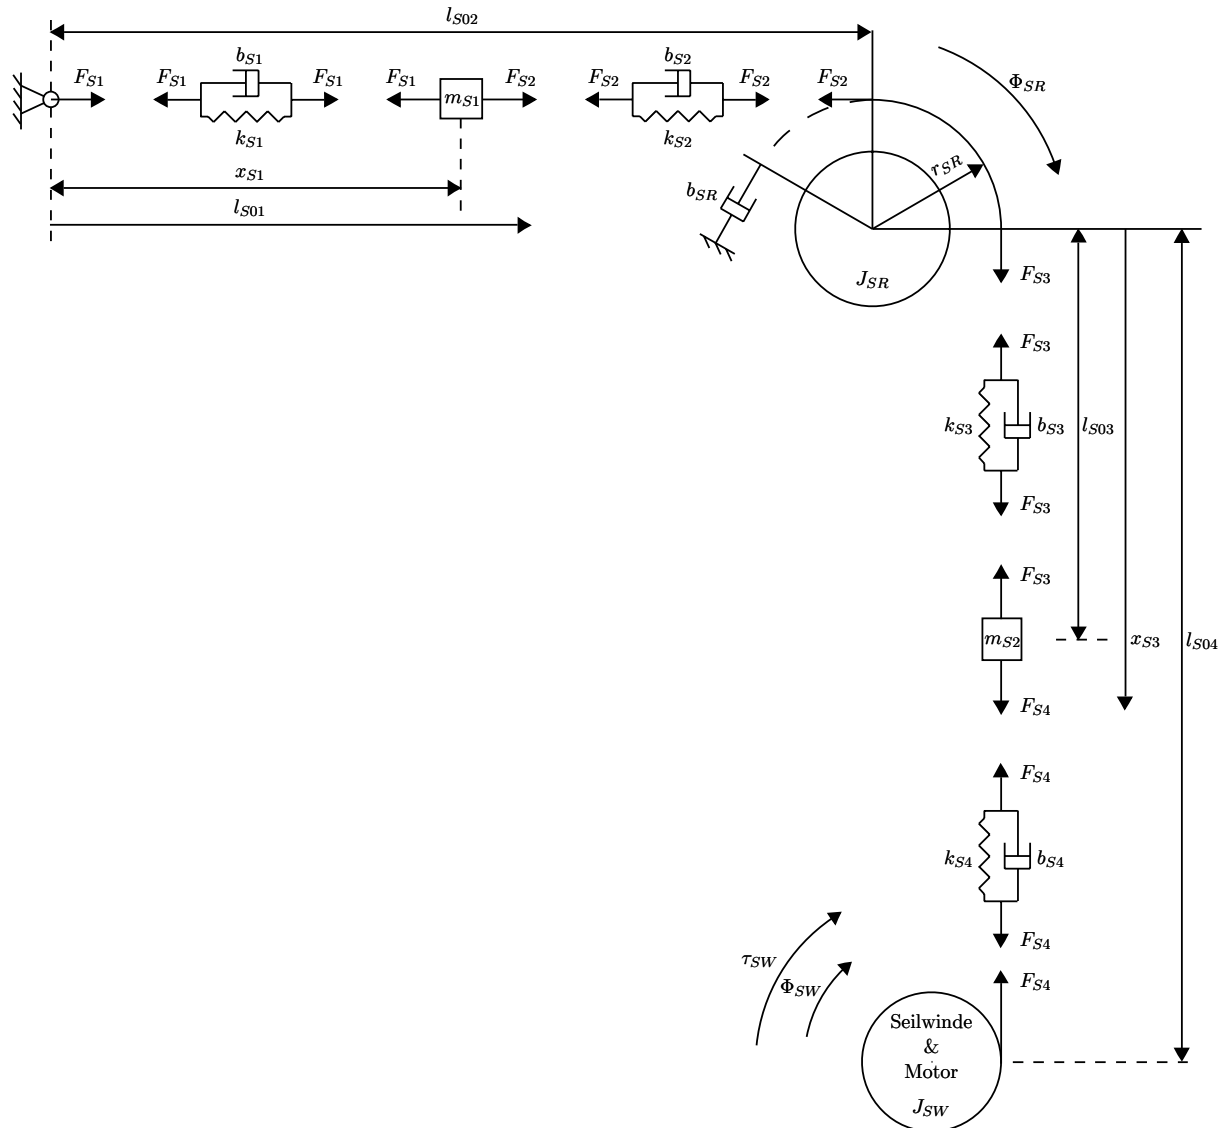 l_{S02}
b_{S1}
b_{S2}
F_{S1} F_{S1} F_{S1} F_{S1} F_{S2} F_{S2} F_{S2} F_{S2}
Φ_{SR}
m_{S1}
k_{S1}
k_{S2}
x_{S1}
r_{SR}
b_{SR}
l_{S01}
J_{SR}
F_{S3}
F_{S3}
k_{S3} b_{S3} l_{S03}
F_{S3}
F_{S3}
m_{S2} x_{S3} l_{S04}
F_{S4}
F_{S4}
k_{S4} b_{S4}
F_{S4}
τ_{SW}
F_{S4}
Φ_{SW}
Seilwinde
&
Motor
J_{SW}